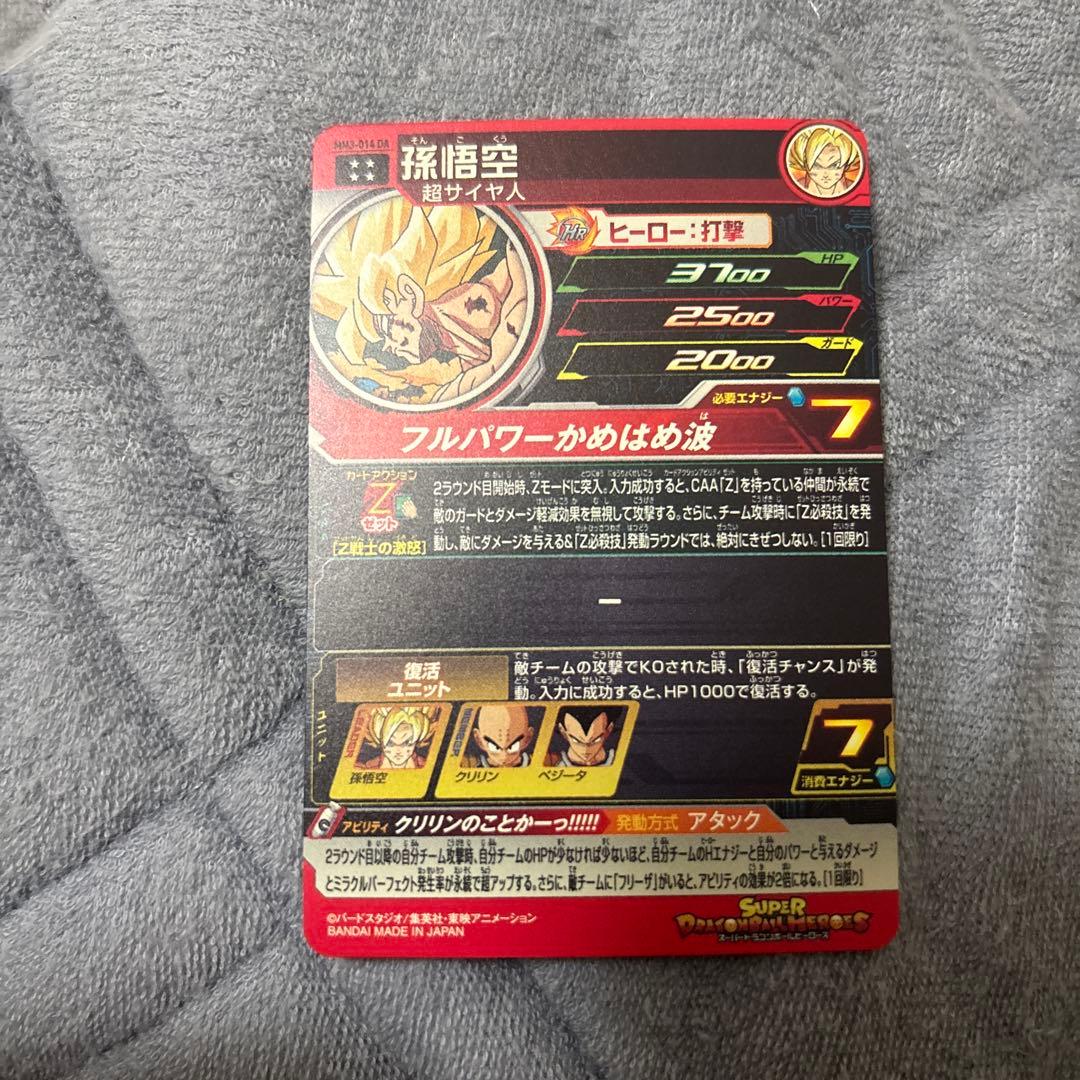 MM3-014 DA
そん ご くう
孫悟空
超サイヤ人
HR ヒーロー:打撃
HP
3700
パワー
2500
ガード
2000
必要エナジー 7
フルパワーかめはめ波
は
カードアクション
Z
ゼット
[Z戦士の激怒]
2ラウンド目開始時、Zモードに突入。入力成功すると、CAA「Z」を持っている仲間が永続で
敵のガードとダメージ軽減効果を無視して攻撃する。さらに、チーム攻撃時に「Z必殺技」を発
動し、敵にダメージを与える&「Z必殺技」発動ラウンドでは、絶対にきぜつしない。[1回限り]
ー
復活
ユニット
敵チームの攻撃でKOされた時、「復活チャンス」が発
動。入力に成功すると、HP1000で復活する。
ユニット
LEADER
孫悟空
MEMBER
クリリン
ベジータ
7
消費エナジー
アビリティ クリリンのことかーっ!!!!! 発動方式 アタック
2ラウンド目以降の自分チーム攻撃時、自分チームのHPが少なければ少ないほど、自分チームのHエナジーと自分のパワーと与えるダメージ
とミラクルパーフェクト発生率が永続で超アップする。さらに、敵チームに「フリーザ」がいると、アビリティの効果が2倍になる。[1回限り]
©バードスタジオ/集英社・東映アニメーション
BANDAI MADE IN JAPAN
SUPER
DRAGONBALL HEROES
スーパードラゴンボールヒーローズ